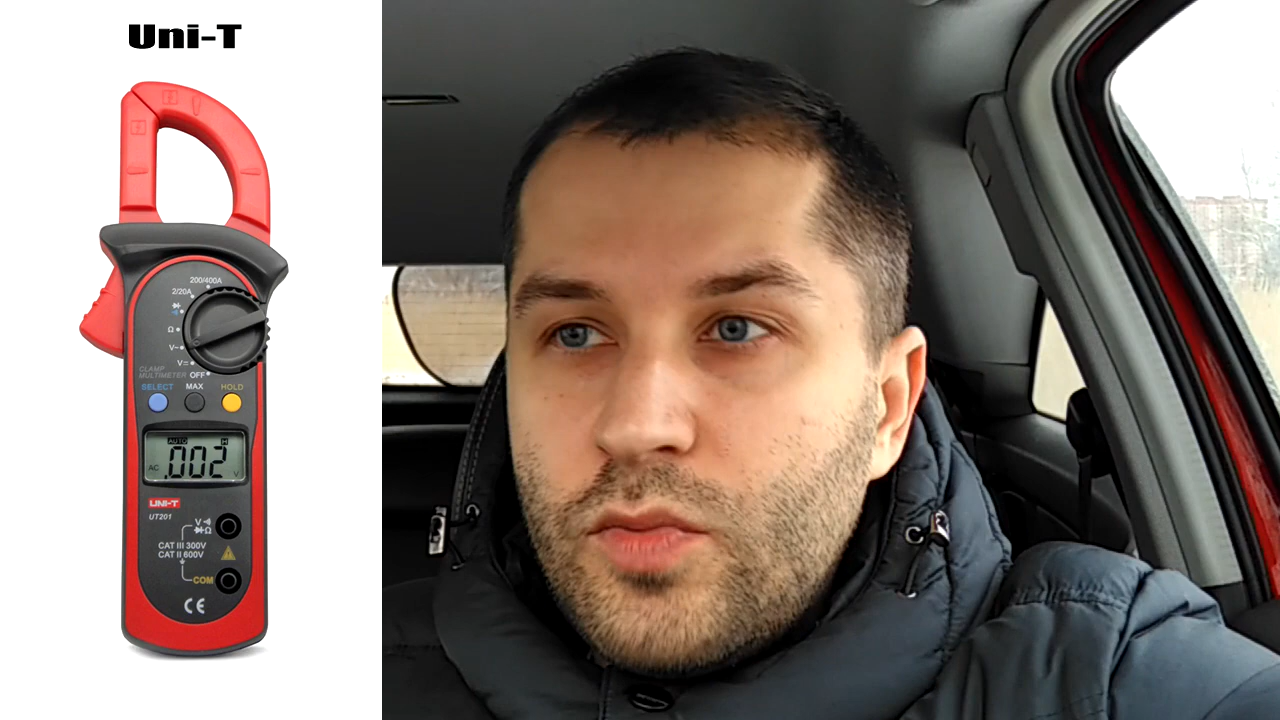 Uni-T
200/400A
2/20A
Ω
V~
V=
OFF
CLAMP
MULTIMETER
SELECT MAX HOLD
AUTO H
AC .002 V
UNI-T
UT201
V
Ω
CAT III 300V
CAT II 600V
COM
CE